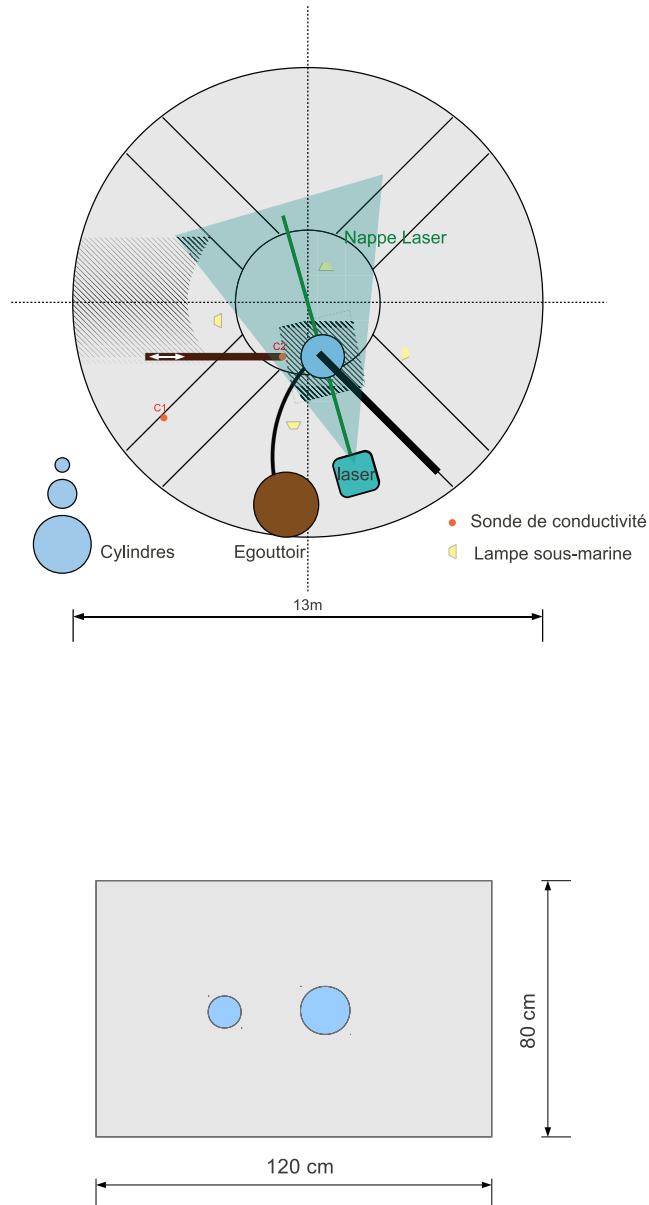 Nappe Laser
C2
C1
laser
Cylindres
Egouttoir
Sonde de conductivité
Lampe sous-marine
13m
80 cm
120 cm